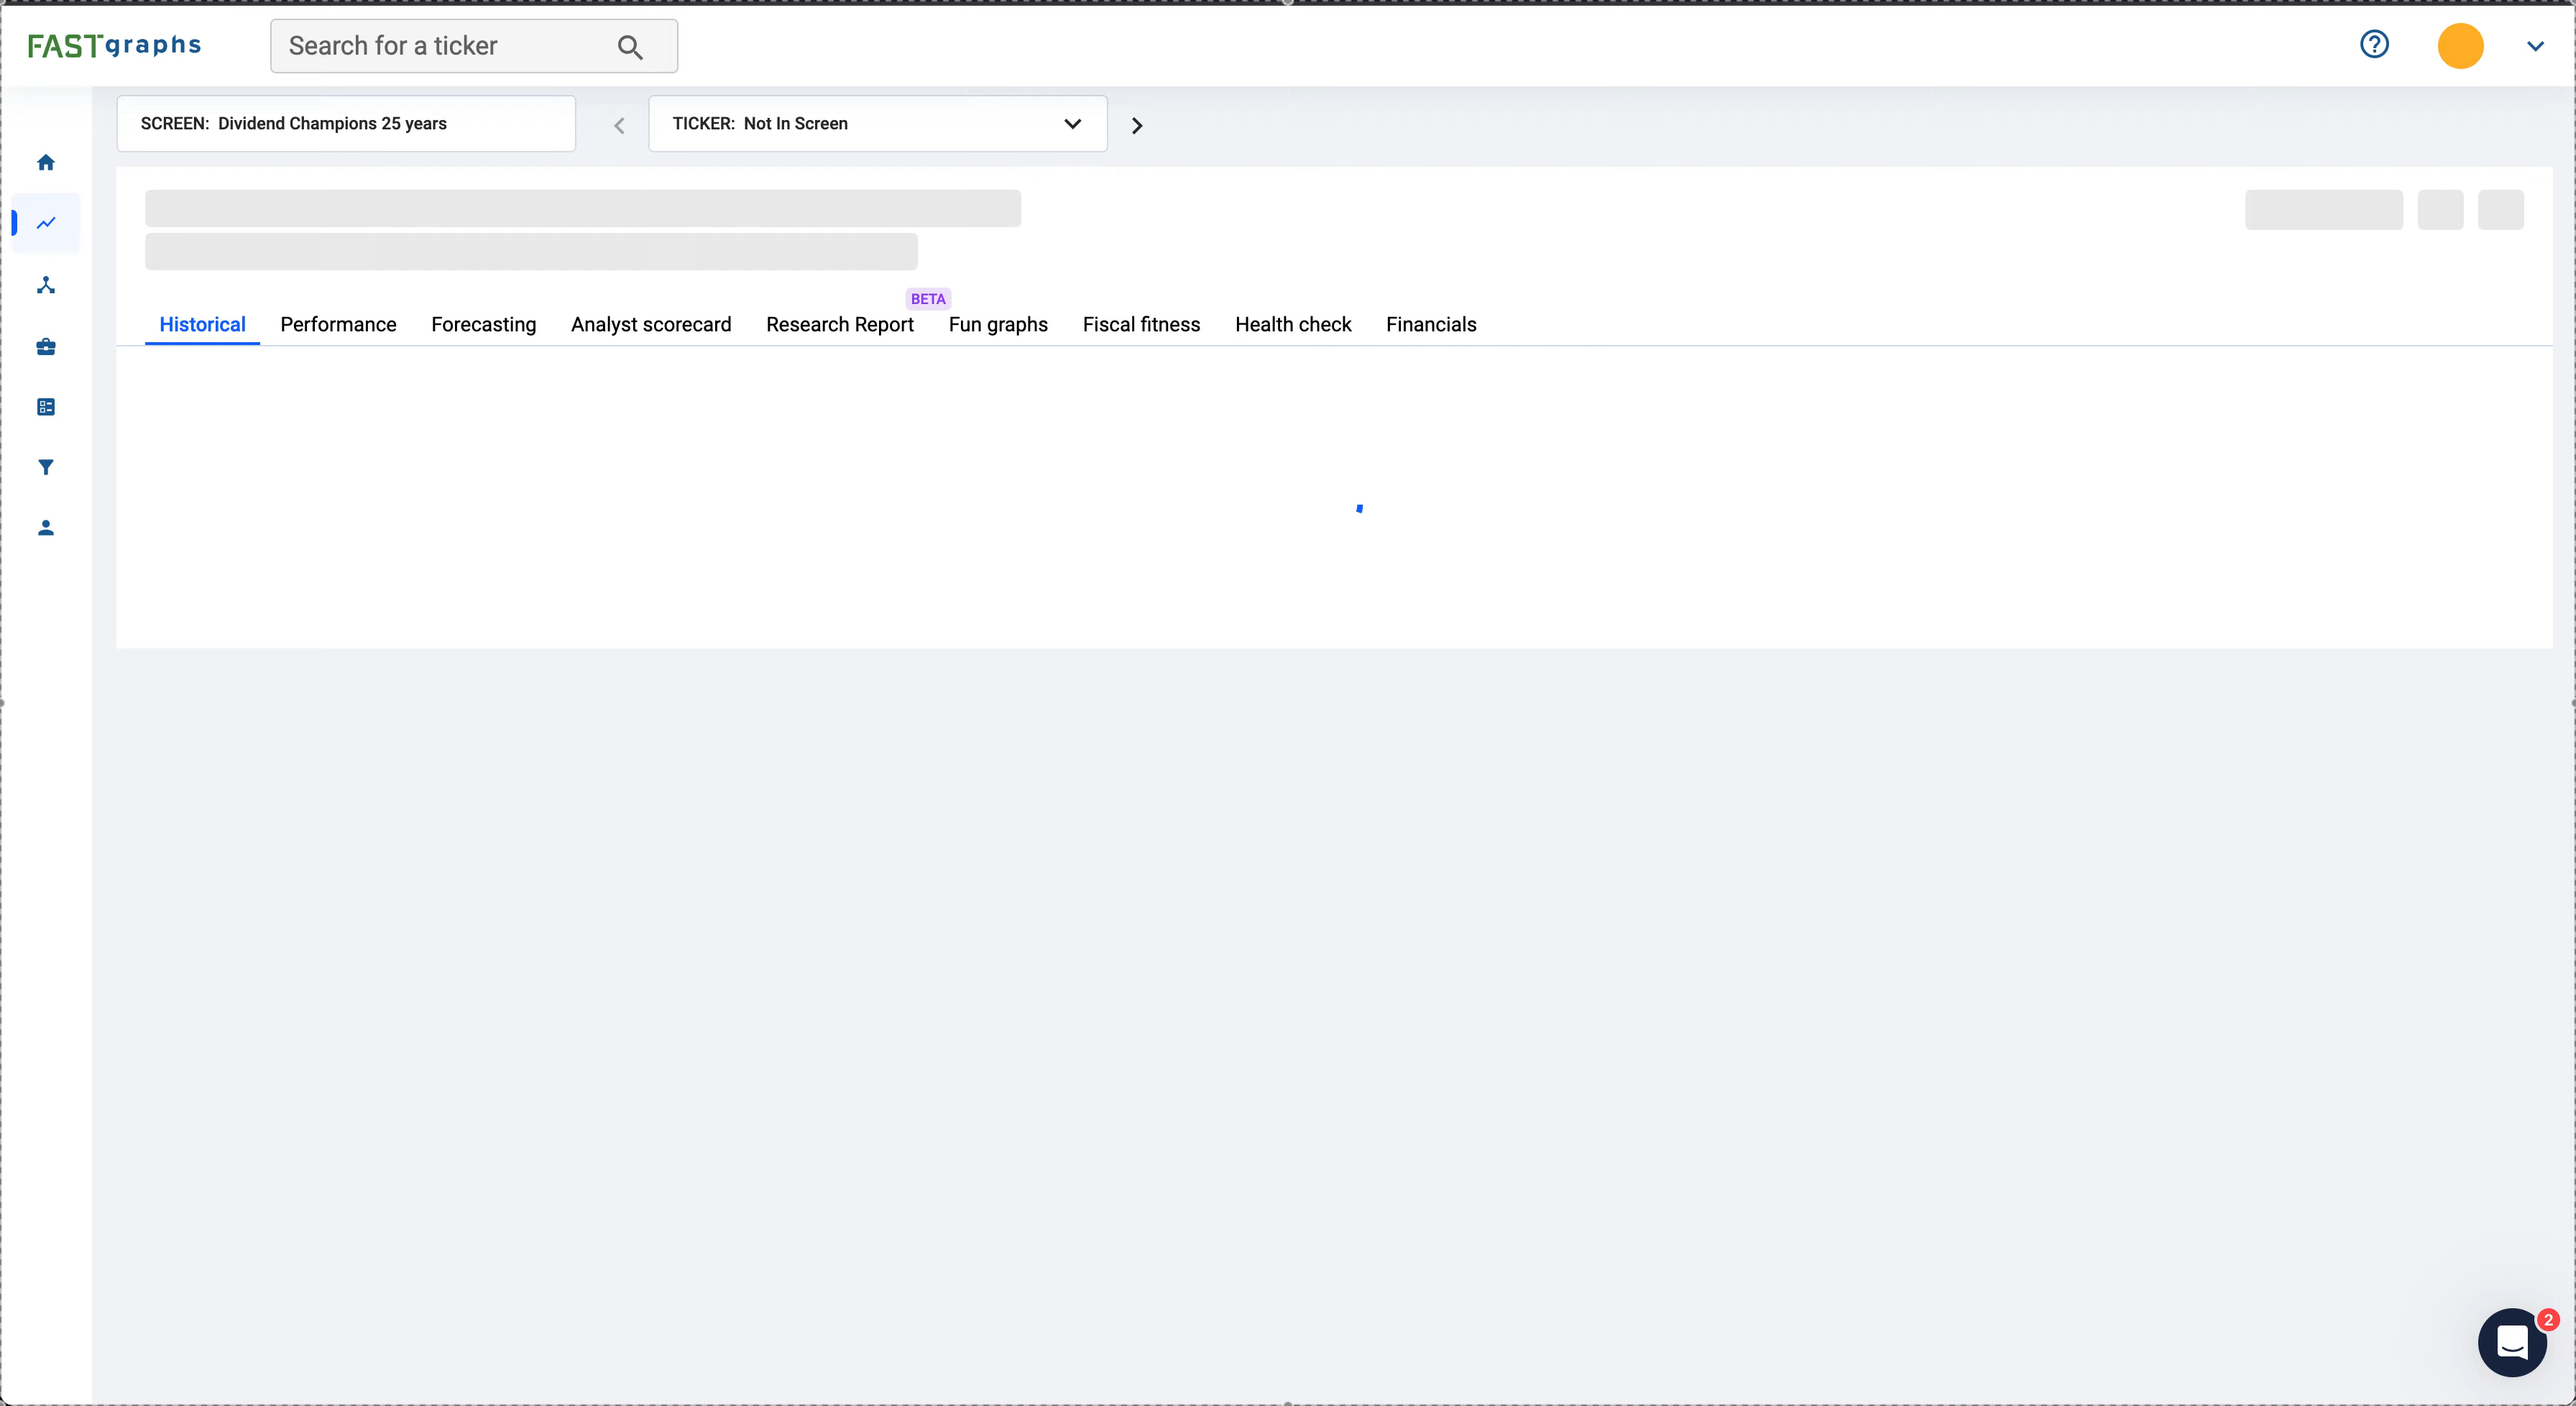 FASTgraphs
Search for a ticker
SCREEN: Dividend Champions 25 years
TICKER: Not In Screen
BETA
Historical Performance Forecasting Analyst scorecard Research Report Fun graphs Fiscal fitness Health check Financials
2